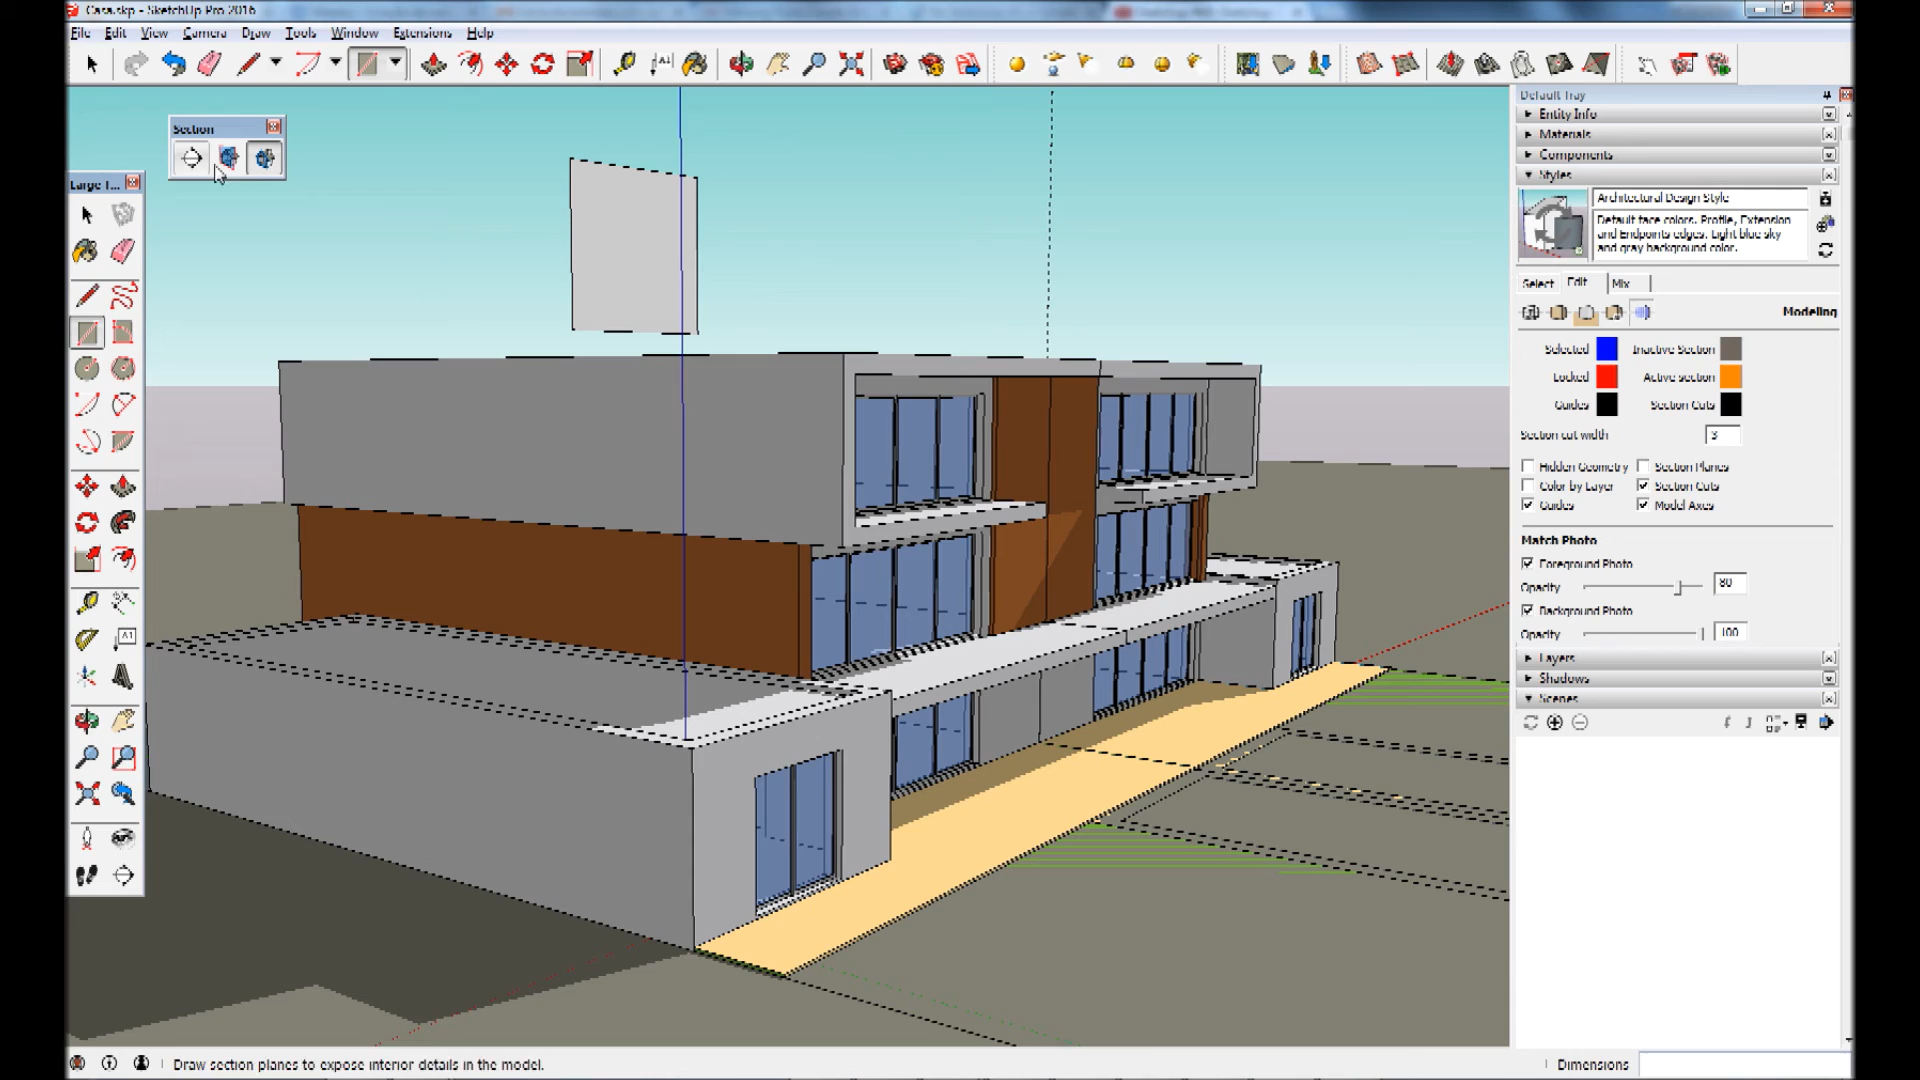 Casa.skp - SketchUp Pro 2016
File Edit View Camera Draw Tools Window Extensions Help
Default Tray
Entity Info
Materials
Components
Styles
Architectural Design Style
Default face colors. Profile, Extension
and Endpoints edges. Light blue sky
and gray background color.
Select Edit Mix
Modeling
Selected Inactive Section
Locked Active section
Guides Section Cuts
Section cut width 3
Hidden Geometry Section Planes
Color by Layer Section Cuts
Guides Model Axes
Match Photo
Foreground Photo
Opacity 80
Background Photo
Opacity 100
Layers
Shadows
Scenes
Section
Large T...
A1
A1
Draw section planes to expose interior details in the model.
Dimensions